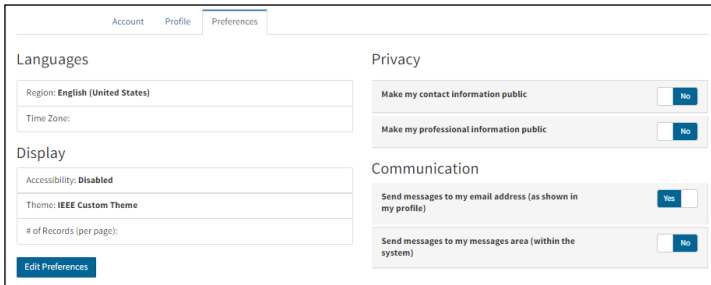 Account Profile Preferences
Languages
Region: English (United States)
Time Zone:
Display
Accessibility: Disabled
Theme: IEEE Custom Theme
# of Records (per page):
Edit Preferences
Privacy
Make my contact information public No
Make my professional information public No
Communication
Send messages to my email address (as shown in Yes
my profile)
Send messages to my messages area (within the No
system)